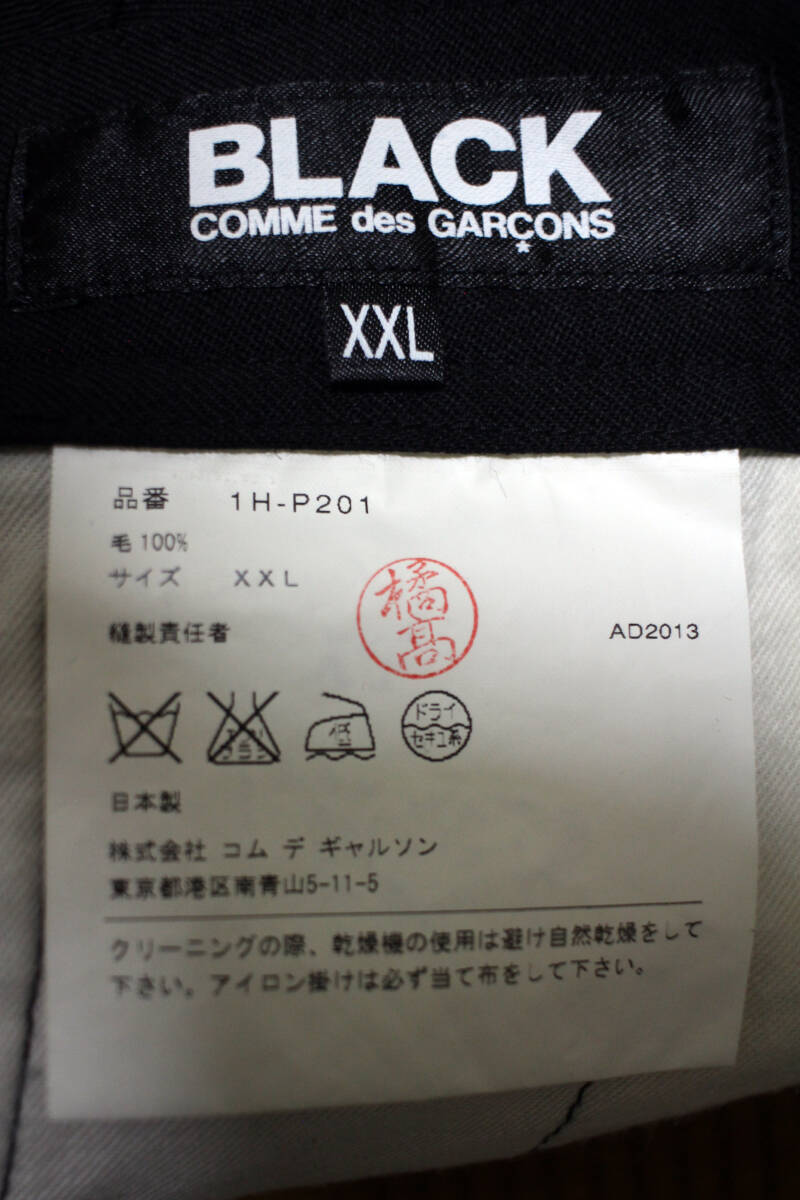 BLACK
COMME des GARÇONS
XXL
品番 1H-P201
毛 100%
サイズ XXL
縫製責任者 橘高 AD2013
低
ドライ
セキユ系
日本製
株式会社 コム デ ギャルソン
東京都港区南青山5-11-5
クリーニングの際、乾燥機の使用は避け自然乾燥をして
下さい。アイロン掛けは必ず当て布をして下さい。